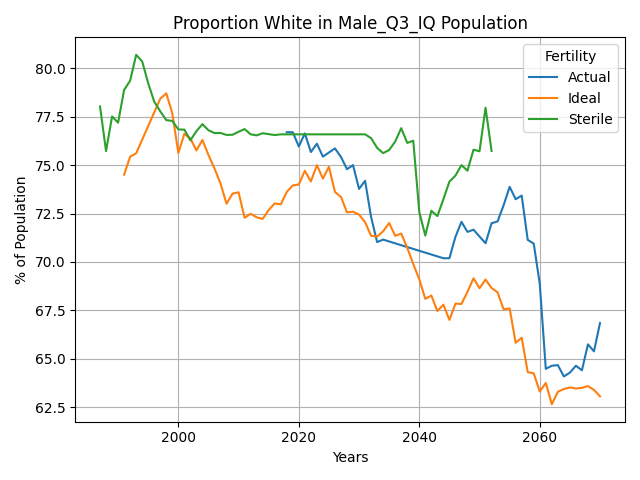 Proportion White in Male_Q3_IQ Population
Fertility
Actual
Ideal
Sterile
% of Population
80.0
77.5
75.0
72.5
70.0
67.5
65.0
62.5
2000
2020
2040
2060
Years